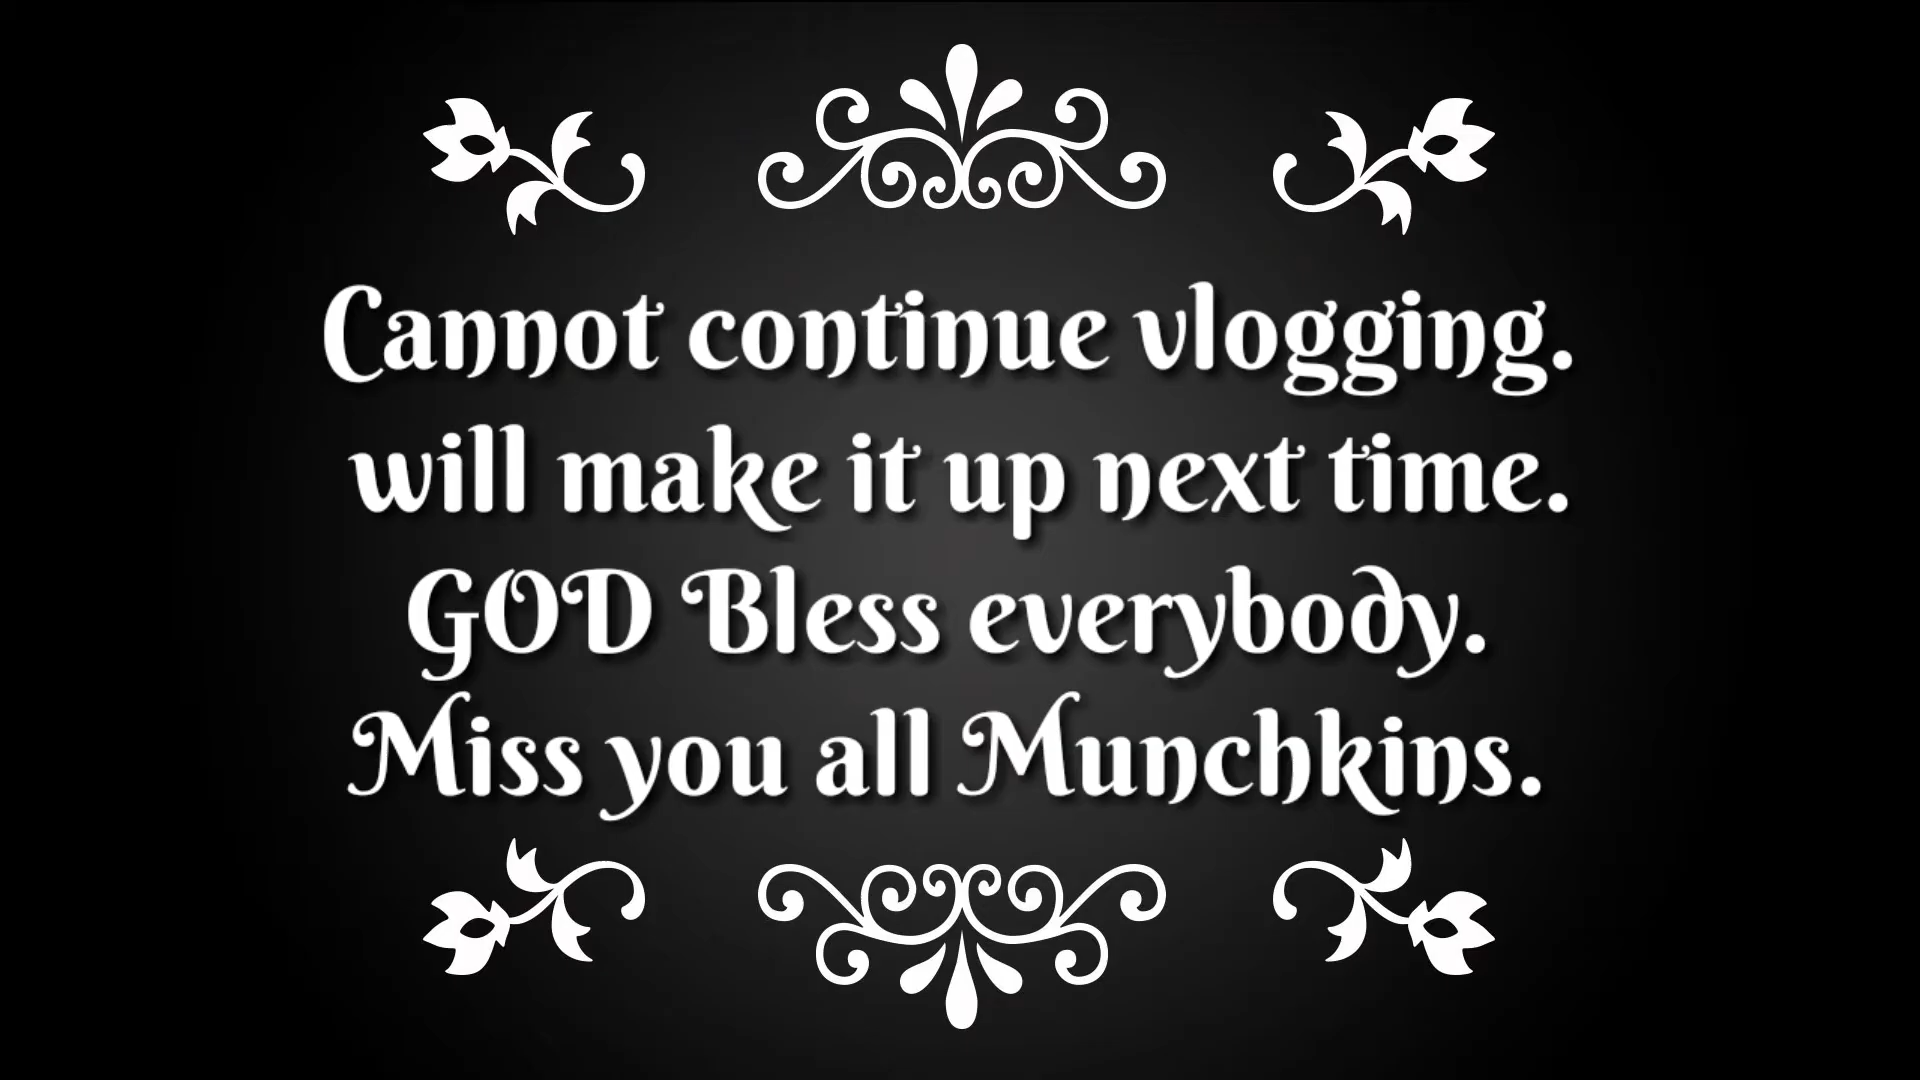 Cannot continue vlogging.
will make it up next time.
GOD Bless everybody.
Miss you all Munchkins.